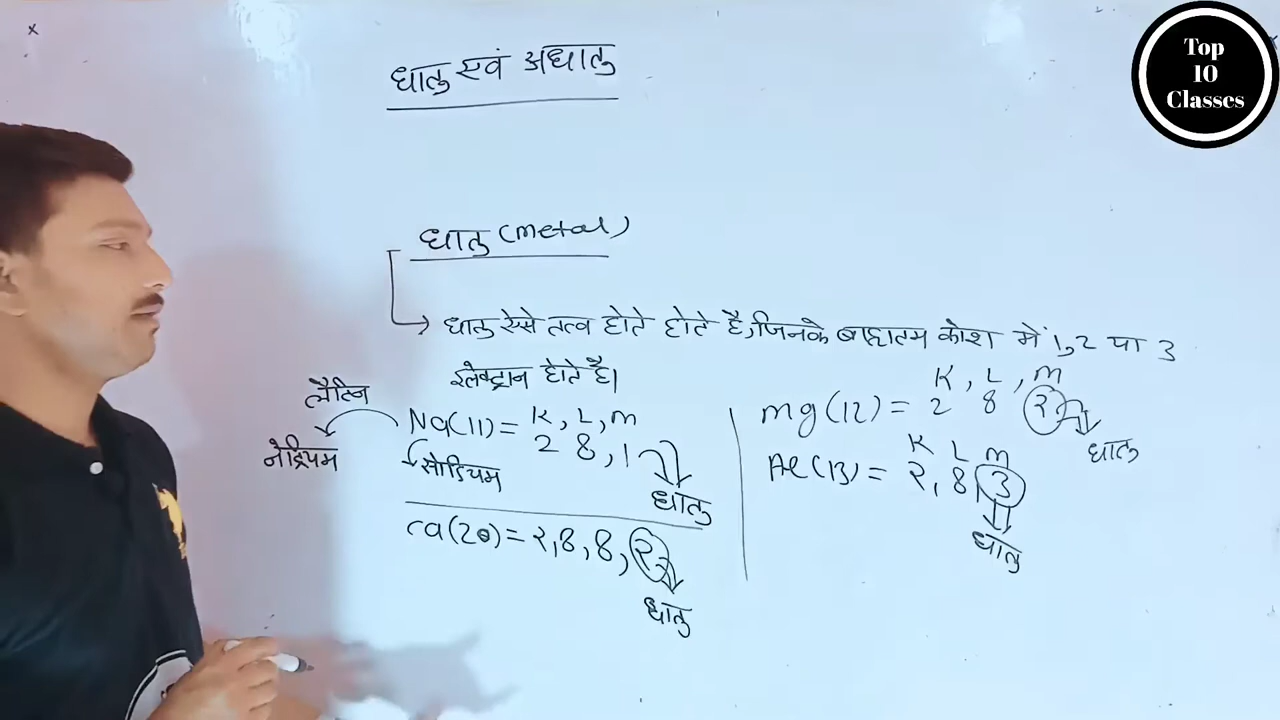 Top
10
Classes
धातु एवं अधातु
धातु (metal)
धातु ऐसे तत्व होते होते है, जिनके बाह्यतम कोश में 1, 2 या 3
इलेक्ट्रान होते है।
लैटिन
नेट्रियम
Na(11) = K, L, M
2 8, 1
सोडियम
धातु
Ca(20) = 2, 8, 8, 2
धातु
K, L, M
mg(12) = 2 8 2
धातु
K L M
Al(13) = 2, 8, 3
धातु